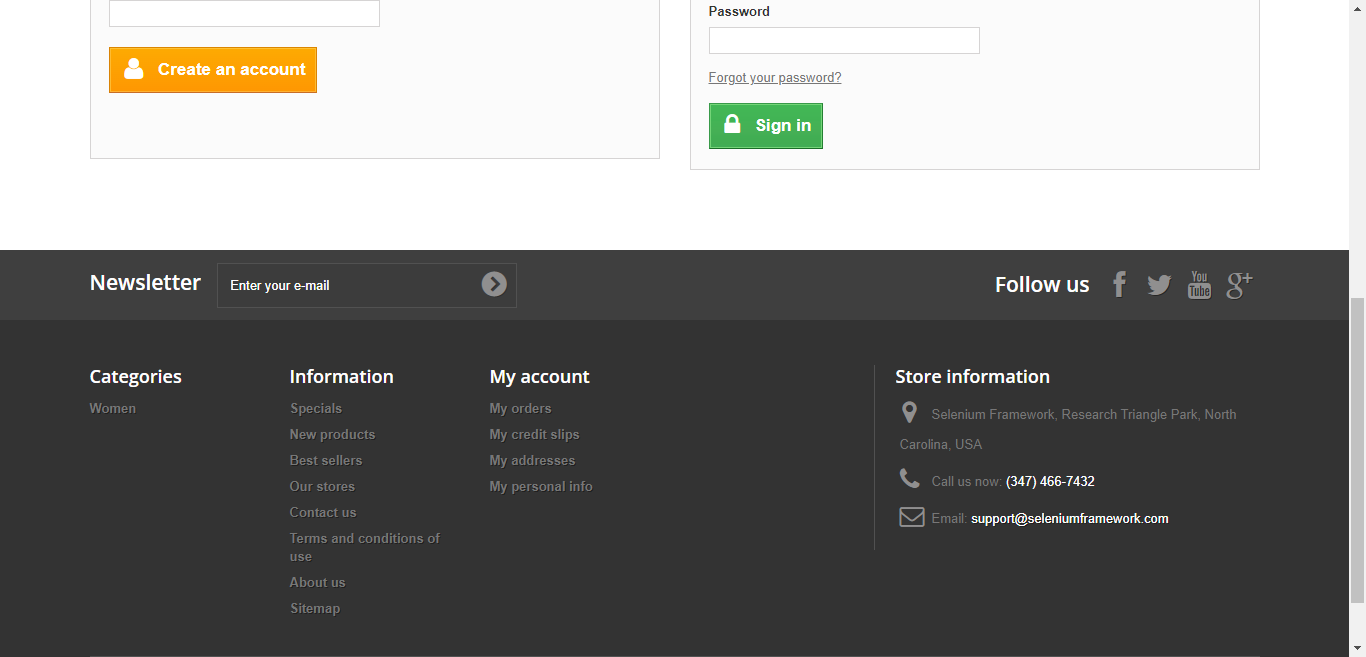 Password
Create an account
Forgot your password?
Sign in
Newsletter
Enter your e-mail
Follow us
f
You
Tube
g+
Categories
Women
Information
Specials
New products
Best sellers
Our stores
Contact us
Terms and conditions of
use
About us
Sitemap
My account
My orders
My credit slips
My addresses
My personal info
Store information
Selenium Framework, Research Triangle Park, North
Carolina, USA
Call us now: (347) 466-7432
Email: support@seleniumframework.com